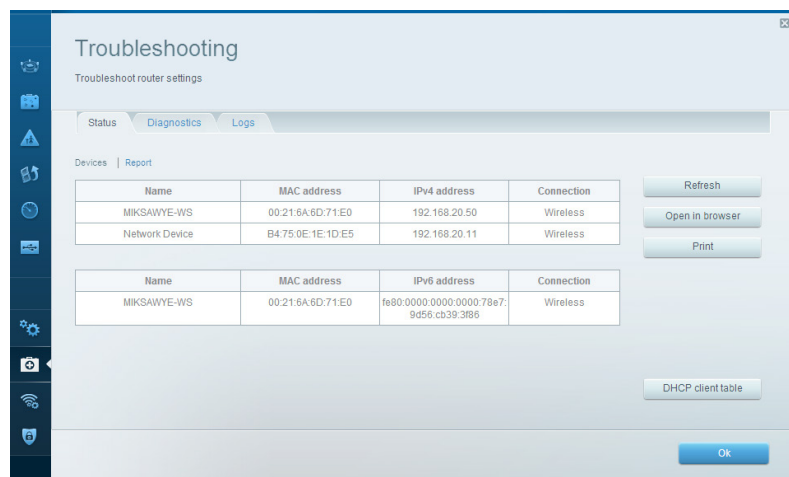 Troubleshooting
Troubleshoot router settings
Status Diagnostics Logs
Devices | Report
Name MAC address IPv4 address Connection
MIKSAWYE-WS 00:21:6A:6D:71:E0 192.168.20.50 Wireless
Network Device B4:75:0E:1E:1D:E5 192.168.20.11 Wireless
Refresh
Open in browser
Print
Name MAC address IPv6 address Connection
MIKSAWYE-WS 00:21:6A:6D:71:E0 fe80:0000:0000:0000:78e7: Wireless
9d56:cb39:3f86
DHCP client table
Ok